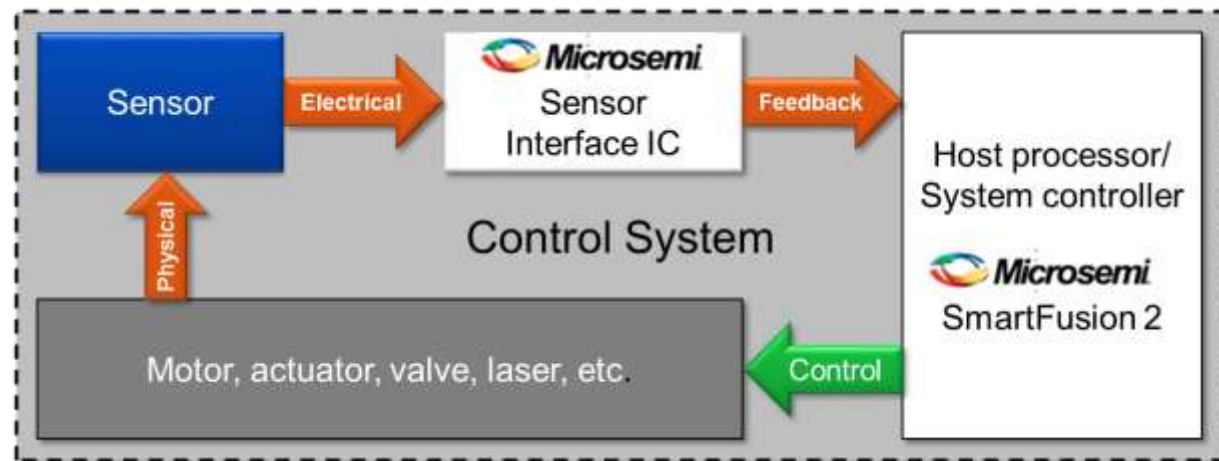 Sensor
Electrical
Microsemi
Sensor
Interface IC
Feedback
Host processor/
System controller
Microsemi
SmartFusion 2
Physical
Control System
Motor, actuator, valve, laser, etc.
Control